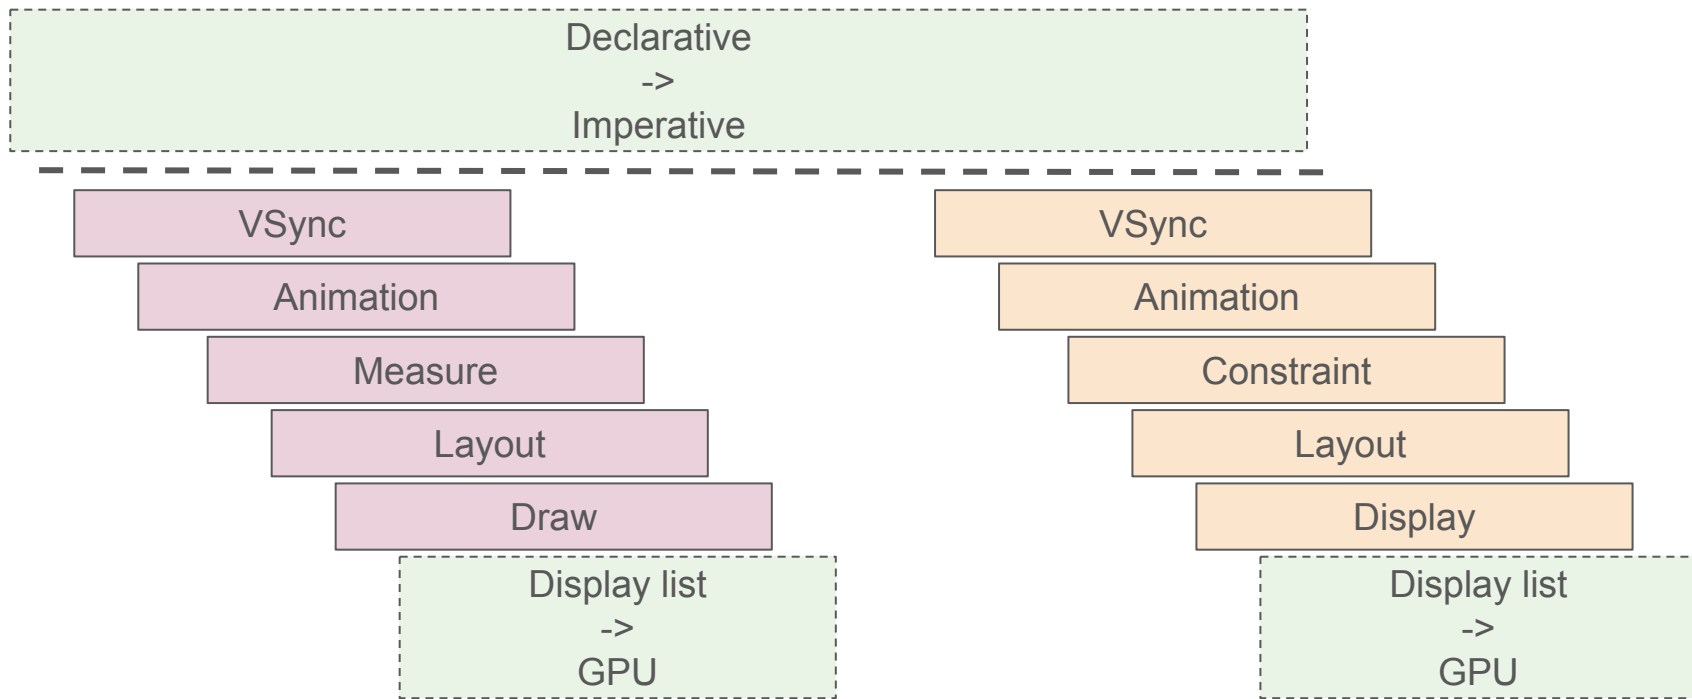 Declarative
->
Imperative
VSync
Animation
Measure
Layout
Draw
Display list
->
GPU
VSync
Animation
Constraint
Layout
Display
Display list
->
GPU